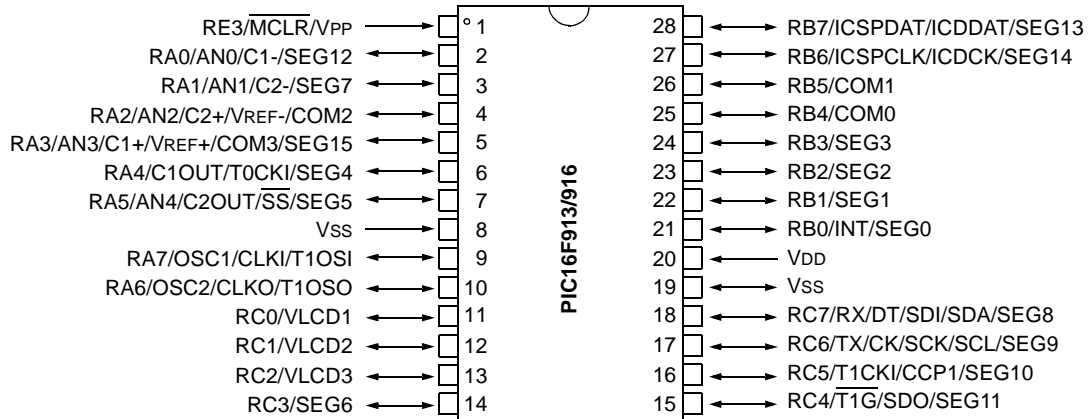 RE3/MCLR/VPP 1
RA0/AN0/C1-/SEG12 2
RA1/AN1/C2-/SEG7 3
RA2/AN2/C2+/VREF-/COM2 4
RA3/AN3/C1+/VREF+/COM3/SEG15 5
RA4/C1OUT/T0CKI/SEG4 6
RA5/AN4/C2OUT/SS/SEG5 7
VSS 8
RA7/OSC1/CLKI/T1OSI 9
RA6/OSC2/CLKO/T1OSO 10
RC0/VLCD1 11
RC1/VLCD2 12
RC2/VLCD3 13
RC3/SEG6 14
PIC16F913/916
28 RB7/ICSPDAT/ICDDAT/SEG13
27 RB6/ICSPCLK/ICDCK/SEG14
26 RB5/COM1
25 RB4/COM0
24 RB3/SEG3
23 RB2/SEG2
22 RB1/SEG1
21 RB0/INT/SEG0
20 VDD
19 VSS
18 RC7/RX/DT/SDI/SDA/SEG8
17 RC6/TX/CK/SCK/SCL/SEG9
16 RC5/T1CKI/CCP1/SEG10
15 RC4/T1G/SDO/SEG11